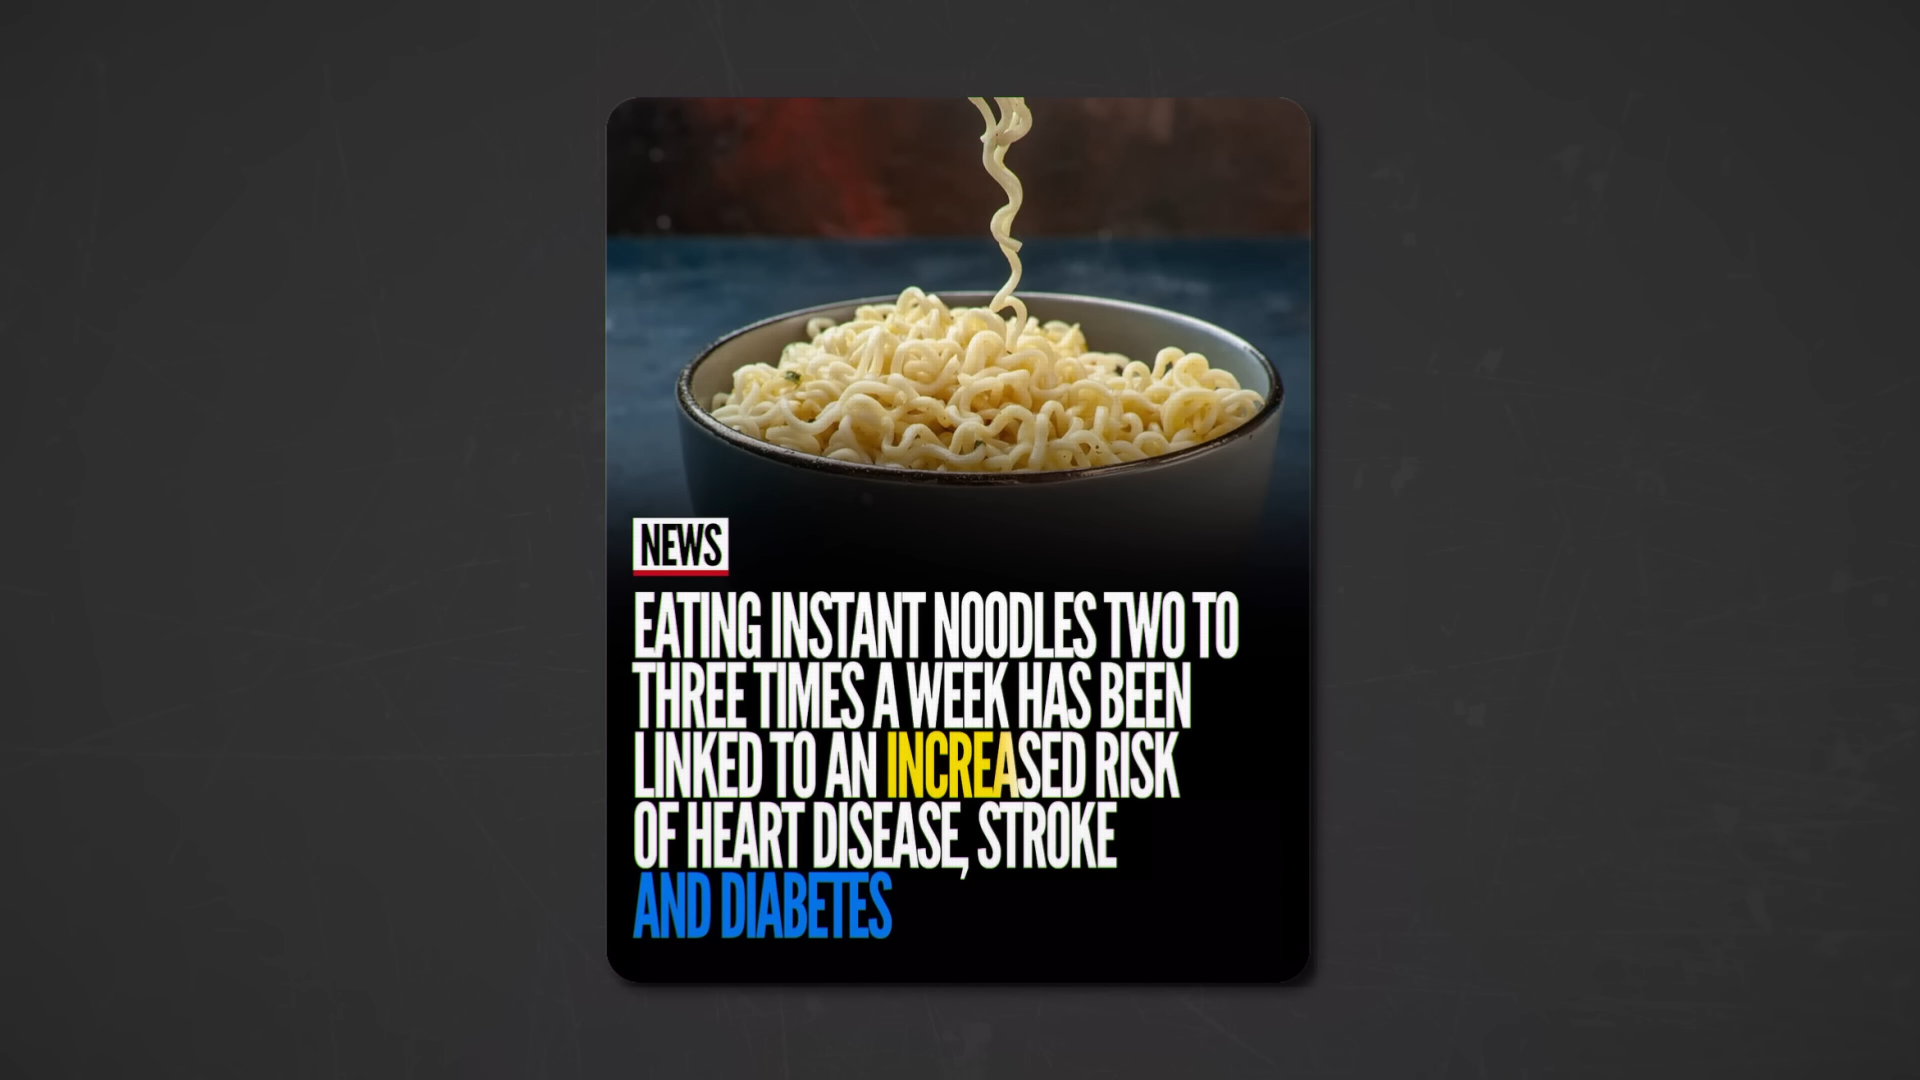 NEWS
EATING INSTANT NOODLES TWO TO
THREE TIMES A WEEK HAS BEEN
LINKED TO AN INCREASED RISK
OF HEART DISEASE, STROKE
AND DIABETES